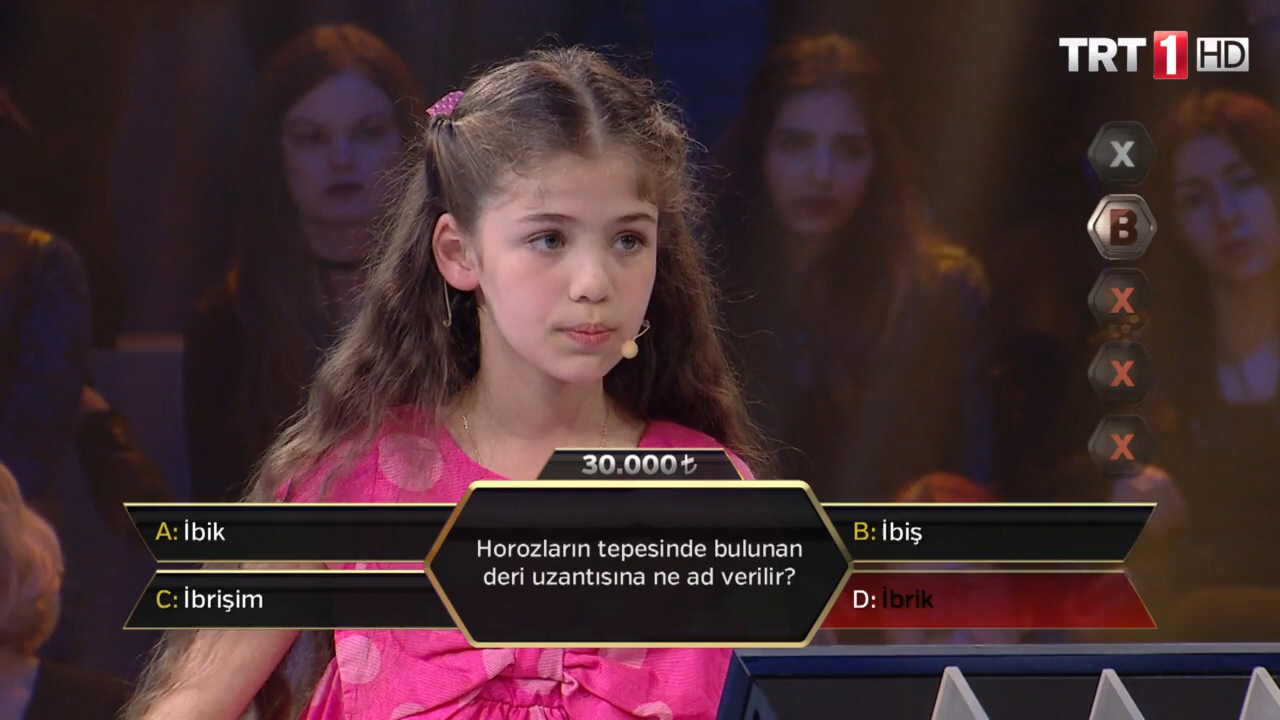 TRT 1 HD
X
B
X
X
X
30.000₺
Horozların tepesinde bulunan
deri uzantısına ne ad verilir?
A: İbik
B: İbiş
C: İbrişim
D: İbrik